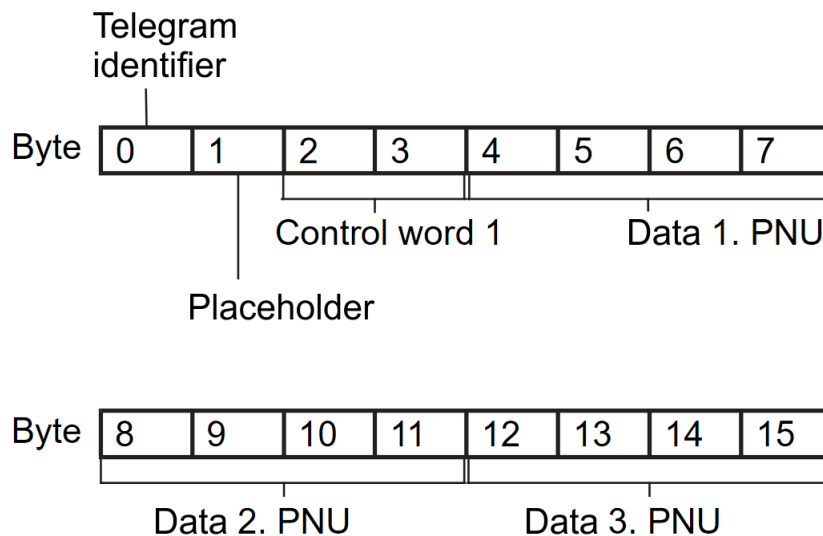 Telegram
identifier
Byte 0 1 2 3 4 5 6 7
Control word 1 Data 1. PNU
Placeholder
Byte 8 9 10 11 12 13 14 15
Data 2. PNU Data 3. PNU